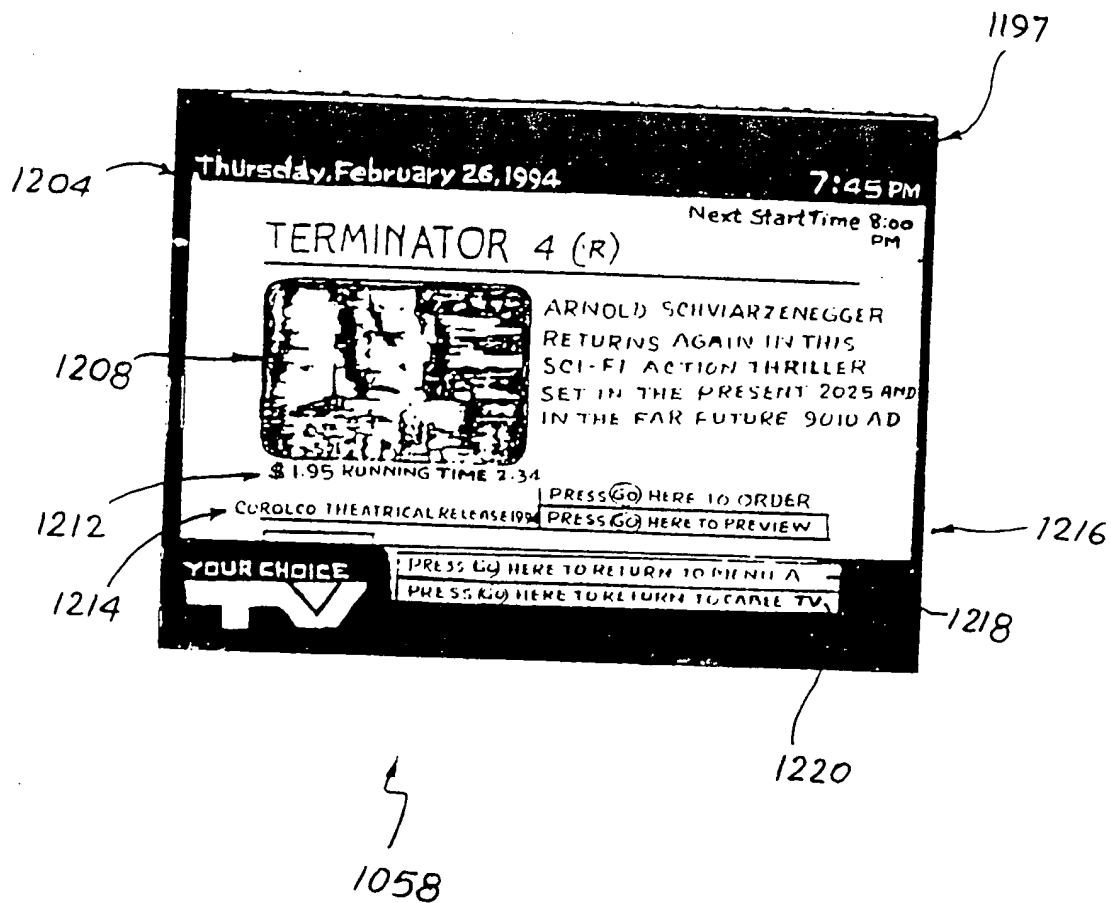 1197
1204
Thursday, February 26, 1994
7:45 PM
Next Start Time 8:00
PM
TERMINATOR 4 (R)
1208
ARNOLD SCHVIARZENEGGER
RETURNS AGAIN IN THIS
SCI-FI ACTION THRILLER
SET IN THE PRESENT 2025 AND
IN THE FAR FUTURE 9010 AD
1212
$1.95 RUNNING TIME 2:34
PRESS GO HERE TO ORDER
1214
COROLCO THEATRICAL RELEASE
PRESS GO HERE TO PREVIEW
1216
YOUR CHOICE
TV
PRESS GO HERE TO RETURN TO MENU A
PRESS GO HERE TO RETURN TO CABLE TV
1218
1220
1058